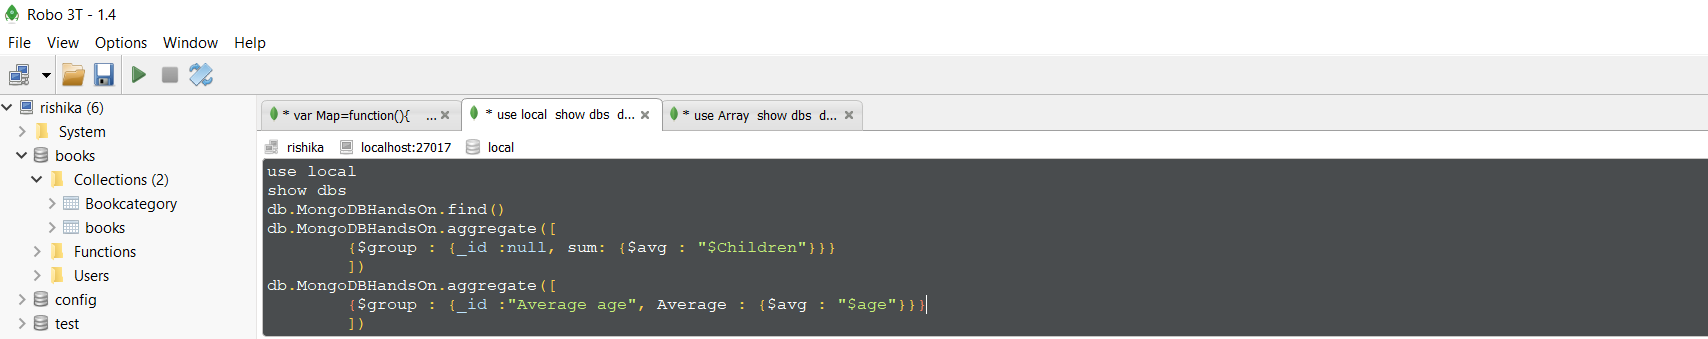 Robo 3T - 1.4
File View Options Window Help
rishika (6)
System
books
Collections (2)
Bookcategory
books
Functions
Users
config
test
* var Map=function(){ ...
* use local show dbs d...
* use Array show dbs d...
rishika localhost:27017 local
use local
show dbs
db.MongoDBHandsOn.find()
db.MongoDBHandsOn.aggregate([
{$group : {_id :null, sum: {$avg : "$Children"}}}
])
db.MongoDBHandsOn.aggregate([
{$group : {_id :"Average age", Average : {$avg : "$age"}}}
])